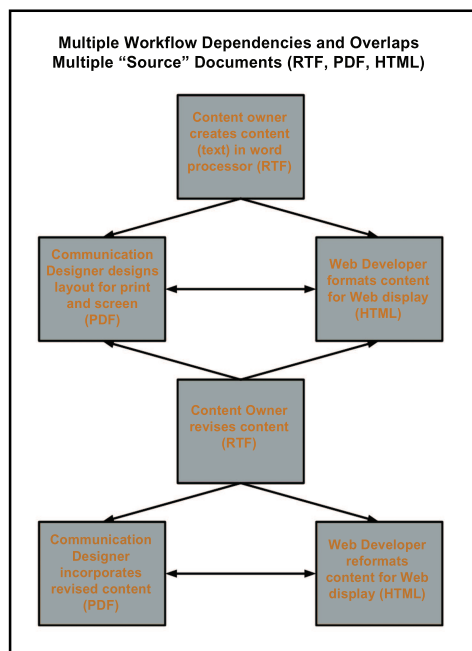 Multiple Workflow Dependencies and Overlaps
Multiple “Source” Documents (RTF, PDF, HTML)
Content owner
creates content
(text) in word
processor (RTF)
Communication
Designer designs
layout for print
and screen
(PDF)
Web Developer
formats content
for Web display
(HTML)
Content Owner
revises content
(RTF)
Communication
Designer
incorporates
revised content
(PDF)
Web Developer
reformats
content for Web
display (HTML)